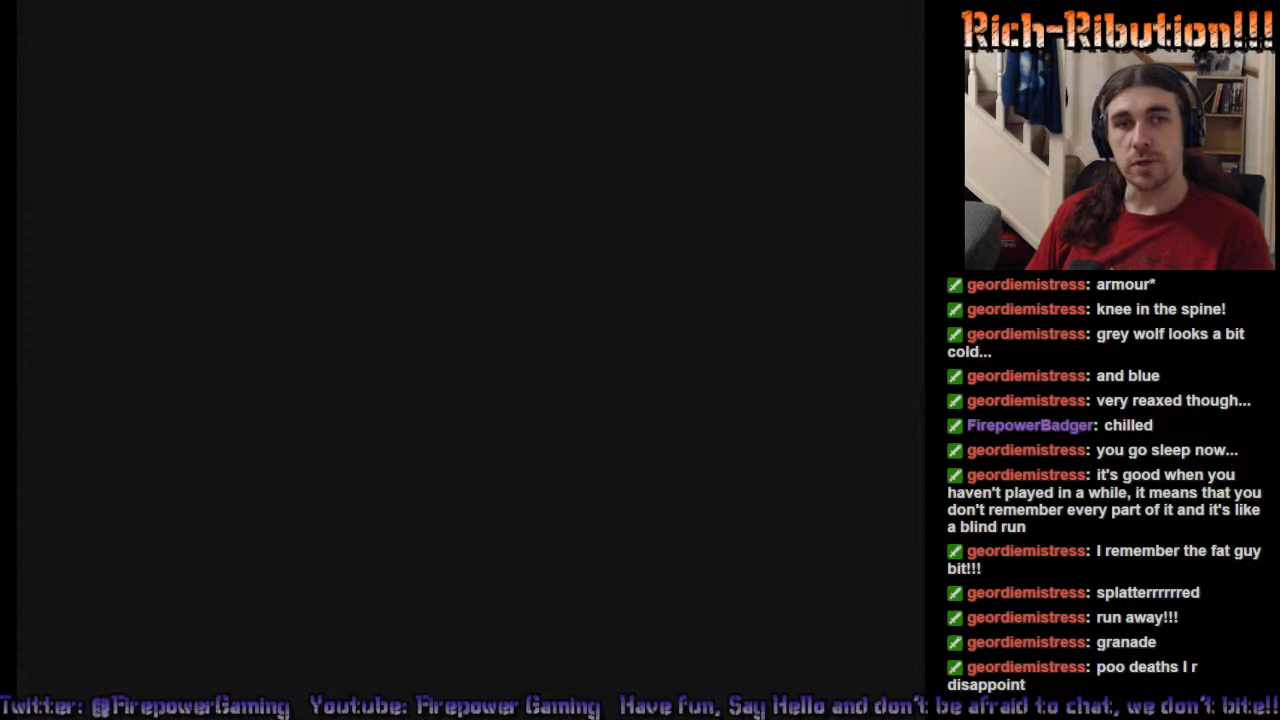 Rich-Ribution!!!
geordiemistress: armour*
geordiemistress: knee in the spine!
geordiemistress: grey wolf looks a bit
cold...
geordiemistress: and blue
geordiemistress: very reaxed though...
FirepowerBadger: chilled
geordiemistress: you go sleep now...
geordiemistress: it's good when you
haven't played in a while, it means that you
don't remember every part of it and it's like
a blind run
geordiemistress: I remember the fat guy
bit!!!
geordiemistress: splatterrrrrred
geordiemistress: run away!!!
geordiemistress: granade
geordiemistress: poo deaths I r
disappoint
Twitter: @FirepowerGaming Youtube: Firepower Gaming Have fun, Say Hello and don't be afraid to chat, we don't bite!!